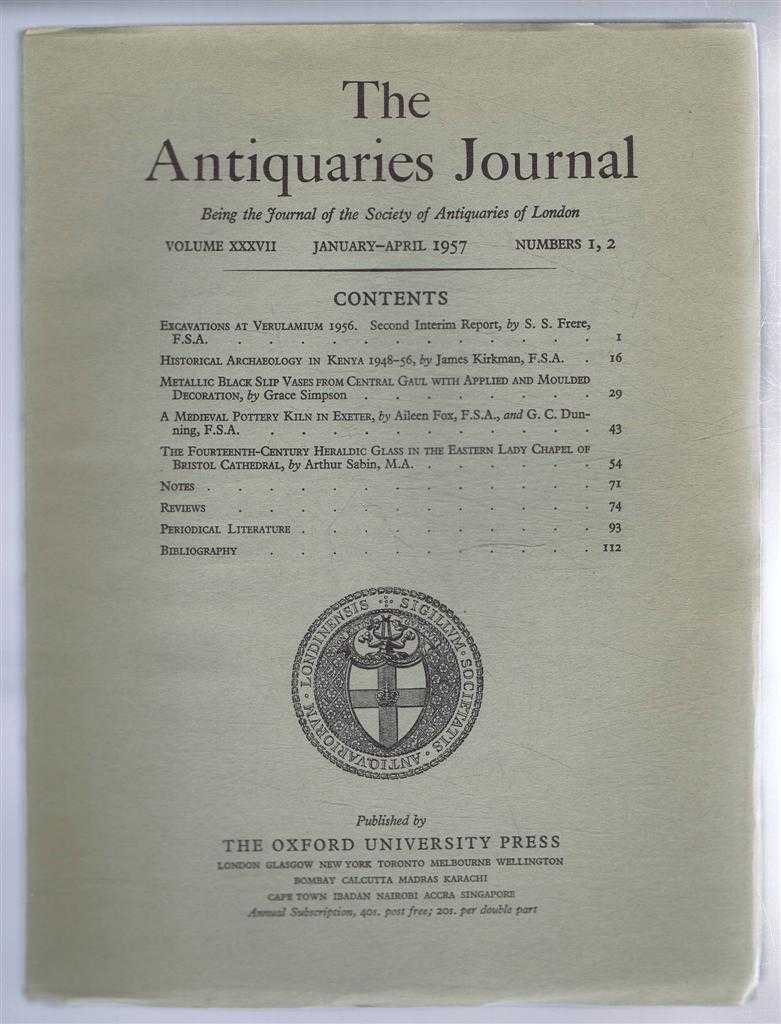 The
Antiquaries Journal
Being the Journal of the Society of Antiquaries of London
VOLUME XXXVII JANUARY–APRIL 1957 NUMBERS 1, 2
CONTENTS
EXCAVATIONS AT VERULAMIUM 1956. Second Interim Report, by S. S. Frere,
F.S.A. . . . . . . . . . . . . 1
HISTORICAL ARCHAEOLOGY IN KENYA 1948–56, by James Kirkman, F.S.A. . 16
METALLIC BLACK SLIP VASES FROM CENTRAL GAUL WITH APPLIED AND MOULDED
DECORATION, by Grace Simpson . . . . . . . . 29
A MEDIEVAL POTTERY KILN IN EXETER, by Aileen Fox, F.S.A., and G. C. Dun-
ning, F.S.A. . . . . . . . . . . . 43
THE FOURTEENTH-CENTURY HERALDIC GLASS IN THE EASTERN LADY CHAPEL OF
BRISTOL CATHEDRAL, by Arthur Sabin, M.A. . . . . . . 54
NOTES . . . . . . . . . . . . . 71
REVIEWS . . . . . . . . . . . . 74
PERIODICAL LITERATURE . . . . . . . . . . 93
BIBLIOGRAPHY . . . . . . . . . . . 112
SIGILLVM · SOCIETATIS · ANTIQVARIORVM · LONDINENSIS
Published by
THE OXFORD UNIVERSITY PRESS
LONDON GLASGOW NEW YORK TORONTO MELBOURNE WELLINGTON
BOMBAY CALCUTTA MADRAS KARACHI
CAPE TOWN IBADAN NAIROBI ACCRA SINGAPORE
Annual Subscription, 40s. post free; 20s. per double part